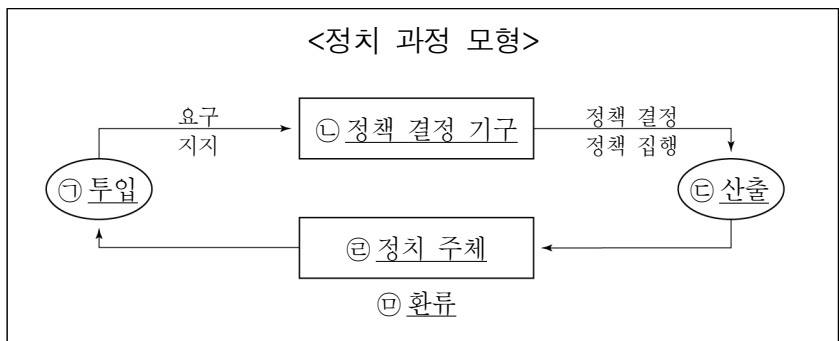 <정치 과정 모형>
요구
지지
㉡ 정책 결정 기구
정책 결정
정책 집행
㉠ 투입
㉢ 산출
㉣ 정치 주체
㉤ 환류